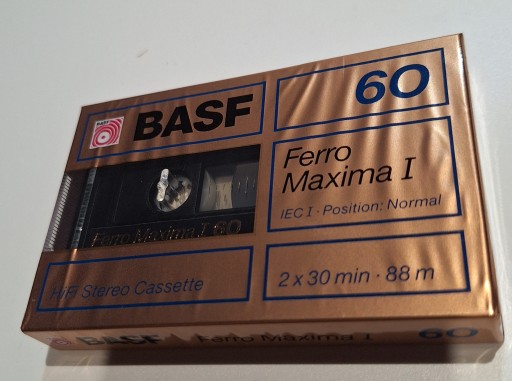 BASF
60
Ferro
Maxima I
IEC I · Position: Normal
Ferro Maxima I 60
HiFi Stereo Cassette
2 x 30 min · 88 m
BASF Ferro Maxima I 60